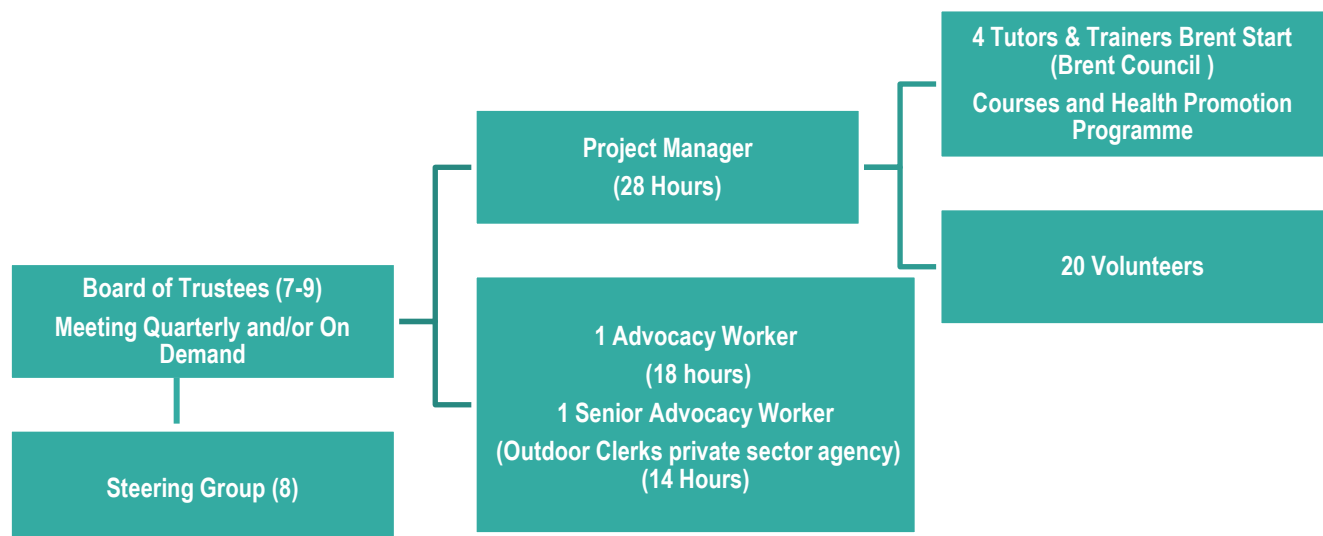 4 Tutors & Trainers Brent Start
(Brent Council )
Courses and Health Promotion
Programme
Project Manager
(28 Hours)
20 Volunteers
Board of Trustees (7-9)
Meeting Quarterly and/or On
Demand
1 Advocacy Worker
(18 hours)
1 Senior Advocacy Worker
(Outdoor Clerks private sector agency)
(14 Hours)
Steering Group (8)